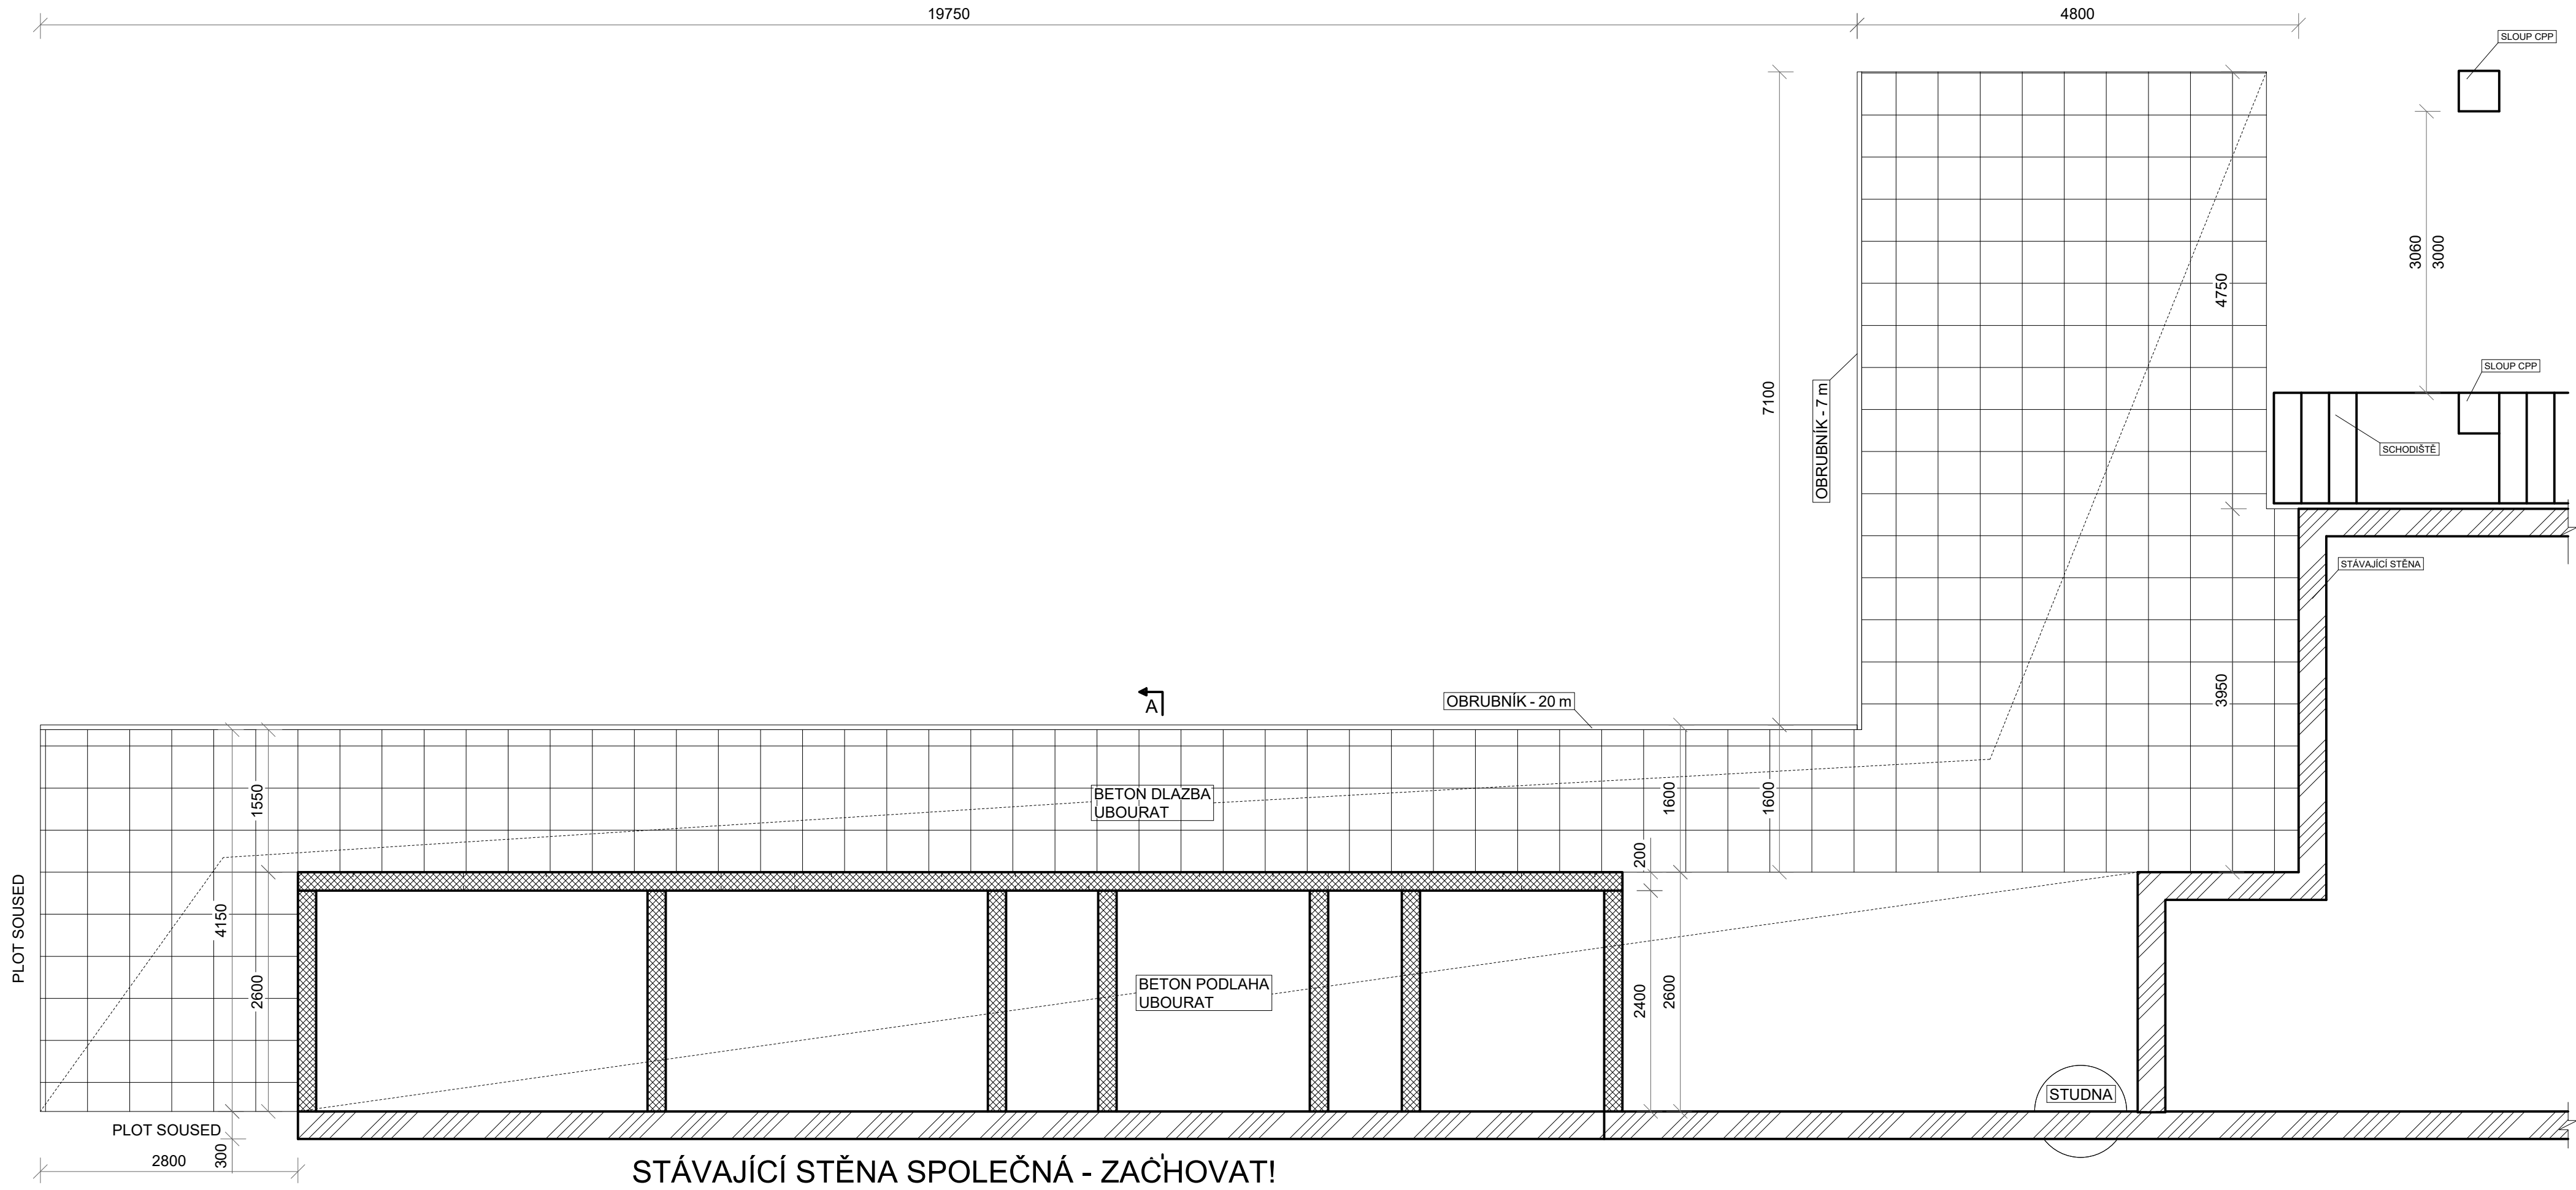 19750
4800
SLOUP CPP
3060
3000
4750
7100
OBRUBNÍK - 7 m
SLOUP CPP
SCHODIŠTĚ
STÁVAJÍCÍ STĚNA
3950
A
OBRUBNÍK - 20 m
1550
BETON DLAZBA
UBOURAT
1600
1600
200
PLOT SOUSED
4150
2600
BETON PODLAHA
UBOURAT
2400
2600
STUDNA
PLOT SOUSED
300
2800
STÁVAJÍCÍ STĚNA SPOLEČNÁ - ZACHOVAT!